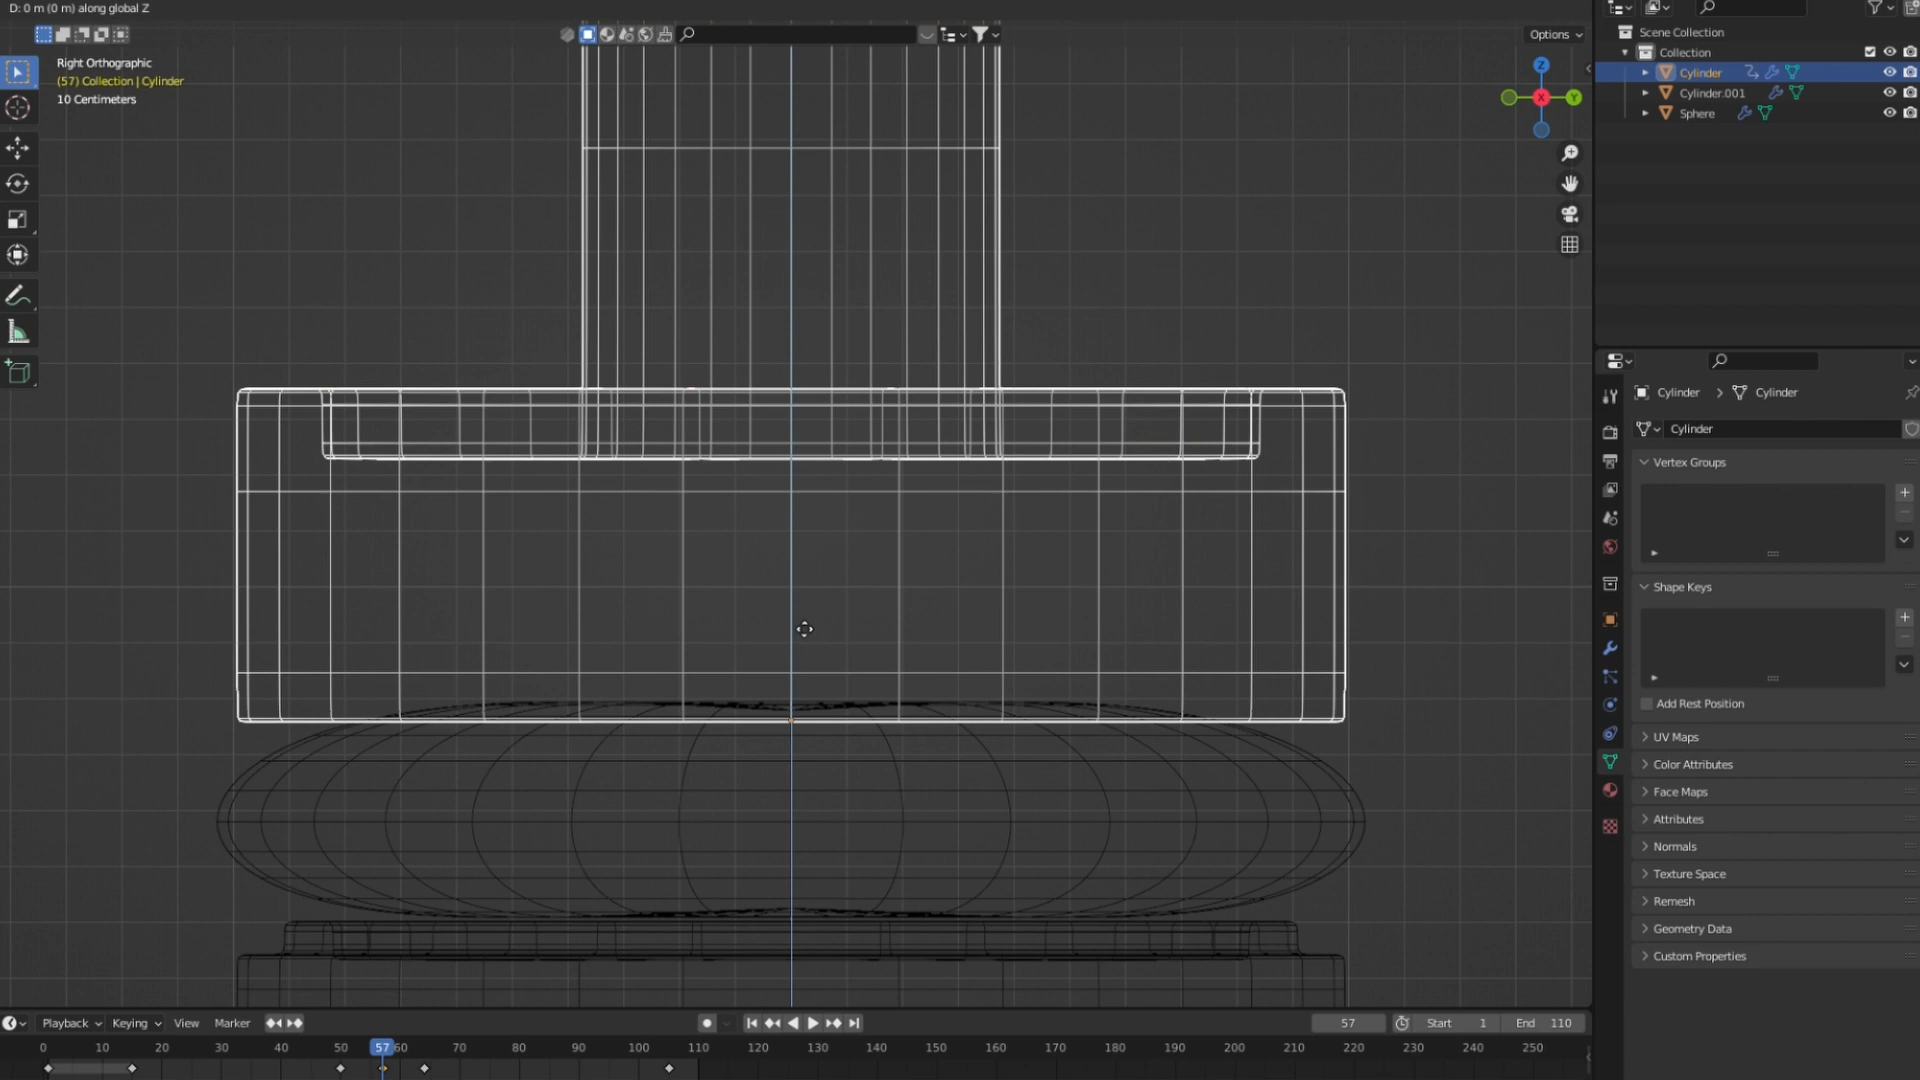 D: 0 m (0 m) along global Z
Options
Right Orthographic
(57) Collection | Cylinder
10 Centimeters
Z
X
Y
Scene Collection
Collection
Cylinder
Cylinder.001
Sphere
Cylinder > Cylinder
Cylinder
Vertex Groups
Shape Keys
Add Rest Position
UV Maps
Color Attributes
Face Maps
Attributes
Normals
Texture Space
Remesh
Geometry Data
Custom Properties
Playback Keying View Marker 57 Start 1 End 110
0 10 20 30 40 50 57 60 70 80 90 100 110 120 130 140 150 160 170 180 190 200 210 220 230 240 250